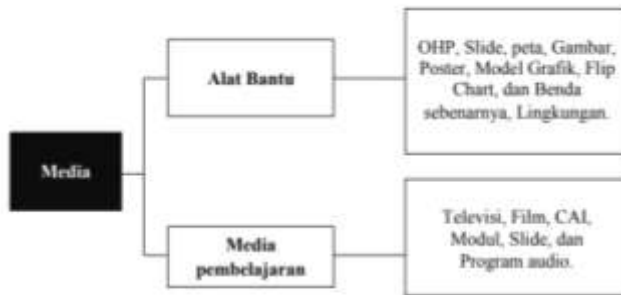 Media
Alat Bantu
OHP, Slide, peta, Gambar,
Poster, Model Grafik, Flip
Chart, dan Benda
sebenarnya, Lingkungan.
Media
pembelajaran
Televisi, Film, CAI,
Modul, Slide, dan
Program audio.